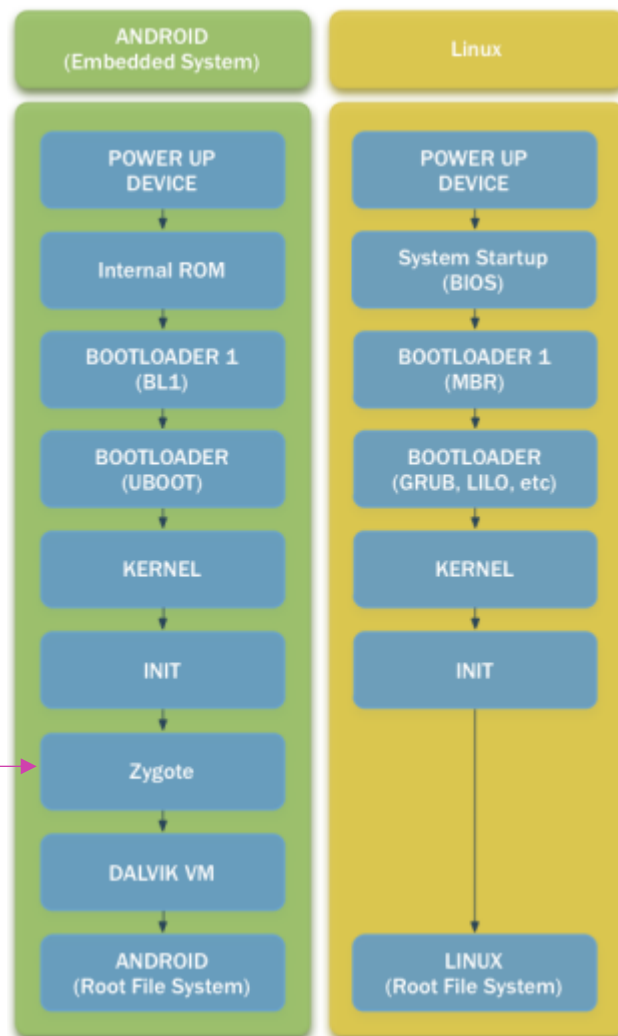 ANDROID
(Embedded System)
POWER UP
DEVICE
Internal ROM
BOOTLOADER 1
(BL1)
BOOTLOADER
(UBOOT)
KERNEL
INIT
Zygote
DALVIK VM
ANDROID
(Root File System)
Linux
POWER UP
DEVICE
System Startup
(BIOS)
BOOTLOADER 1
(MBR)
BOOTLOADER
(GRUB, LILO, etc)
KERNEL
INIT
LINUX
(Root File System)